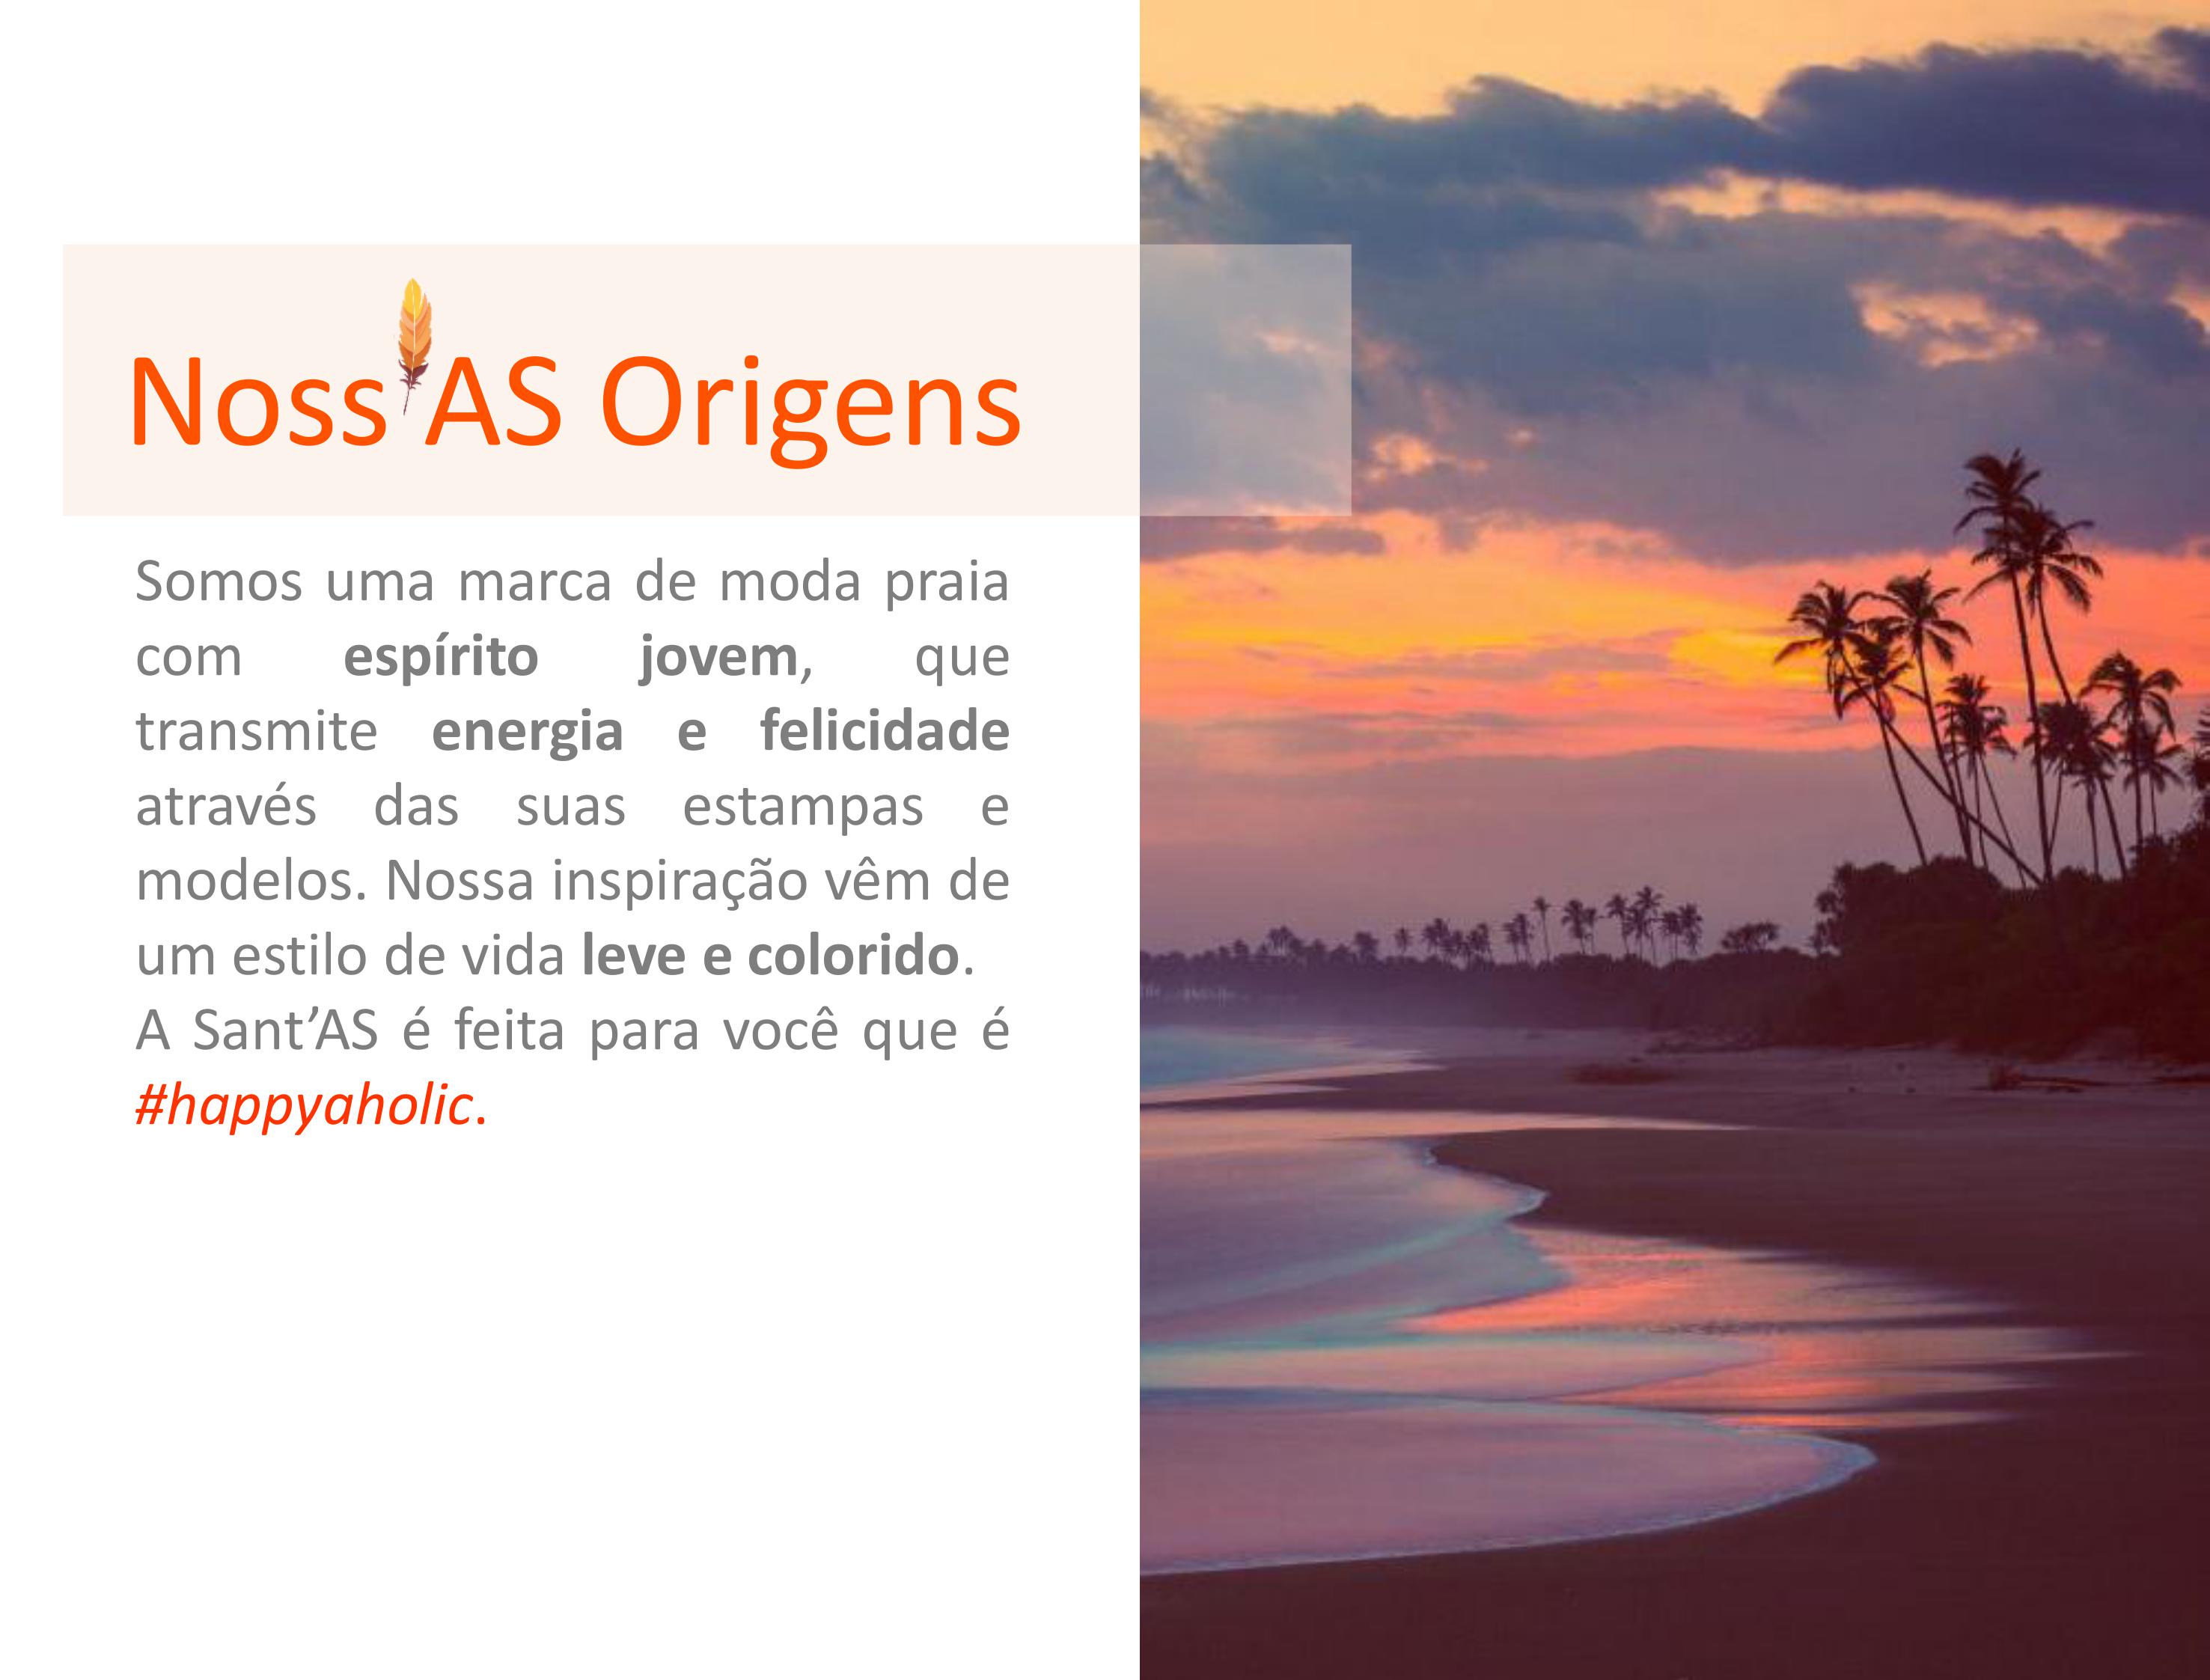 Noss'AS Origens
Somos uma marca de moda praia
com espírito jovem, que
transmite energia e felicidade
através das suas estampas e
modelos. Nossa inspiração vêm de
um estilo de vida leve e colorido.
A Sant’AS é feita para você que é
#happyaholic.